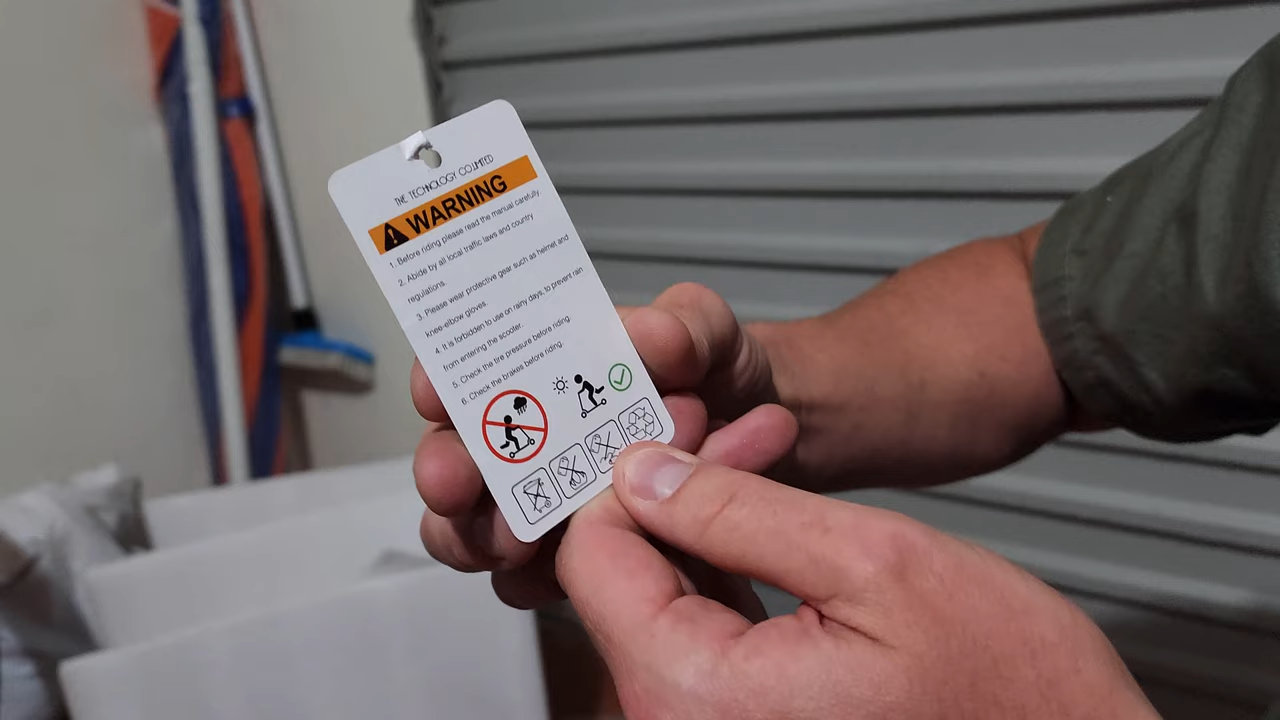 THE TECHNOLOGY CO LIMITED
WARNING
1. Before riding please read the manual carefully.
2. Abide by all local traffic laws and country
regulations.
3. Please wear protective gear such as helmet and
knee-elbow gloves.
4. It is forbidden to use on rainy days, to prevent rain
from entering the scooter.
5. Check the tire pressure before riding.
6. Check the brakes before riding.